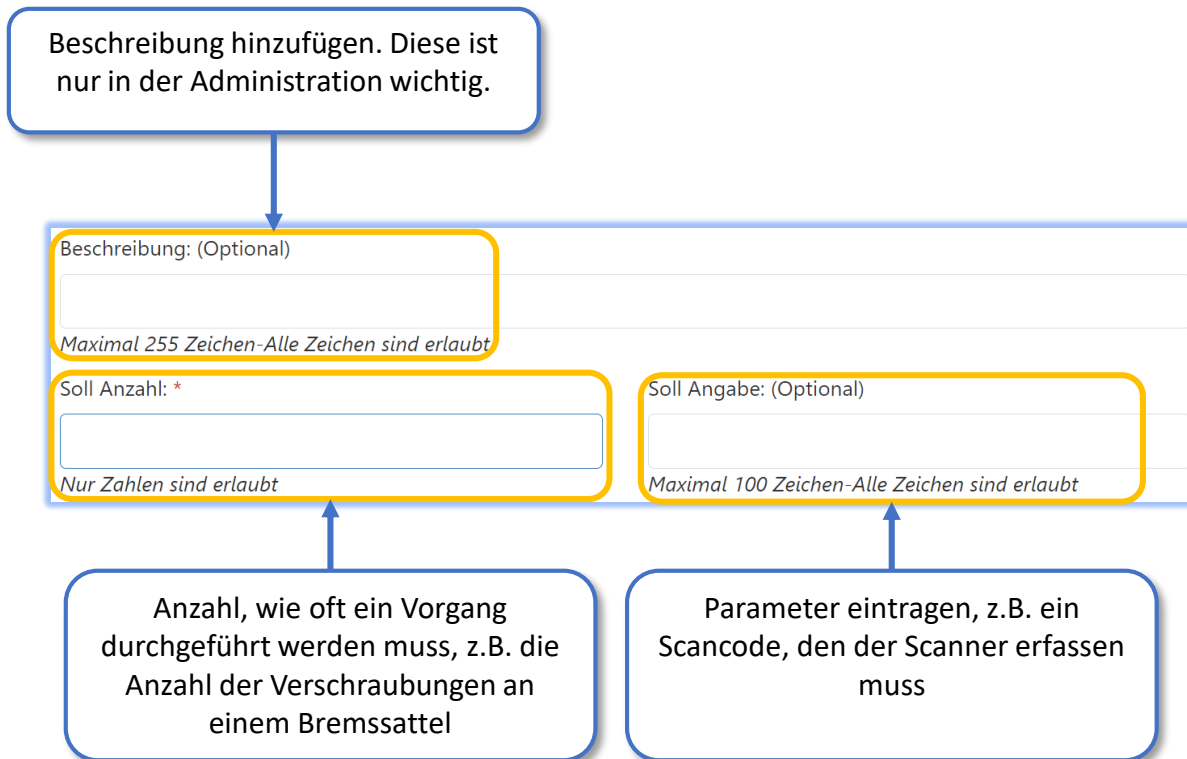 Beschreibung hinzufügen. Diese ist
nur in der Administration wichtig.
Beschreibung: (Optional)
Maximal 255 Zeichen-Alle Zeichen sind erlaubt
Soll Anzahl: *
Nur Zahlen sind erlaubt
Soll Angabe: (Optional)
Maximal 100 Zeichen-Alle Zeichen sind erlaubt
Anzahl, wie oft ein Vorgang
durchgeführt werden muss, z.B. die
Anzahl der Verschraubungen an
einem Bremssattel
Parameter eintragen, z.B. ein
Scancode, den der Scanner erfassen
muss